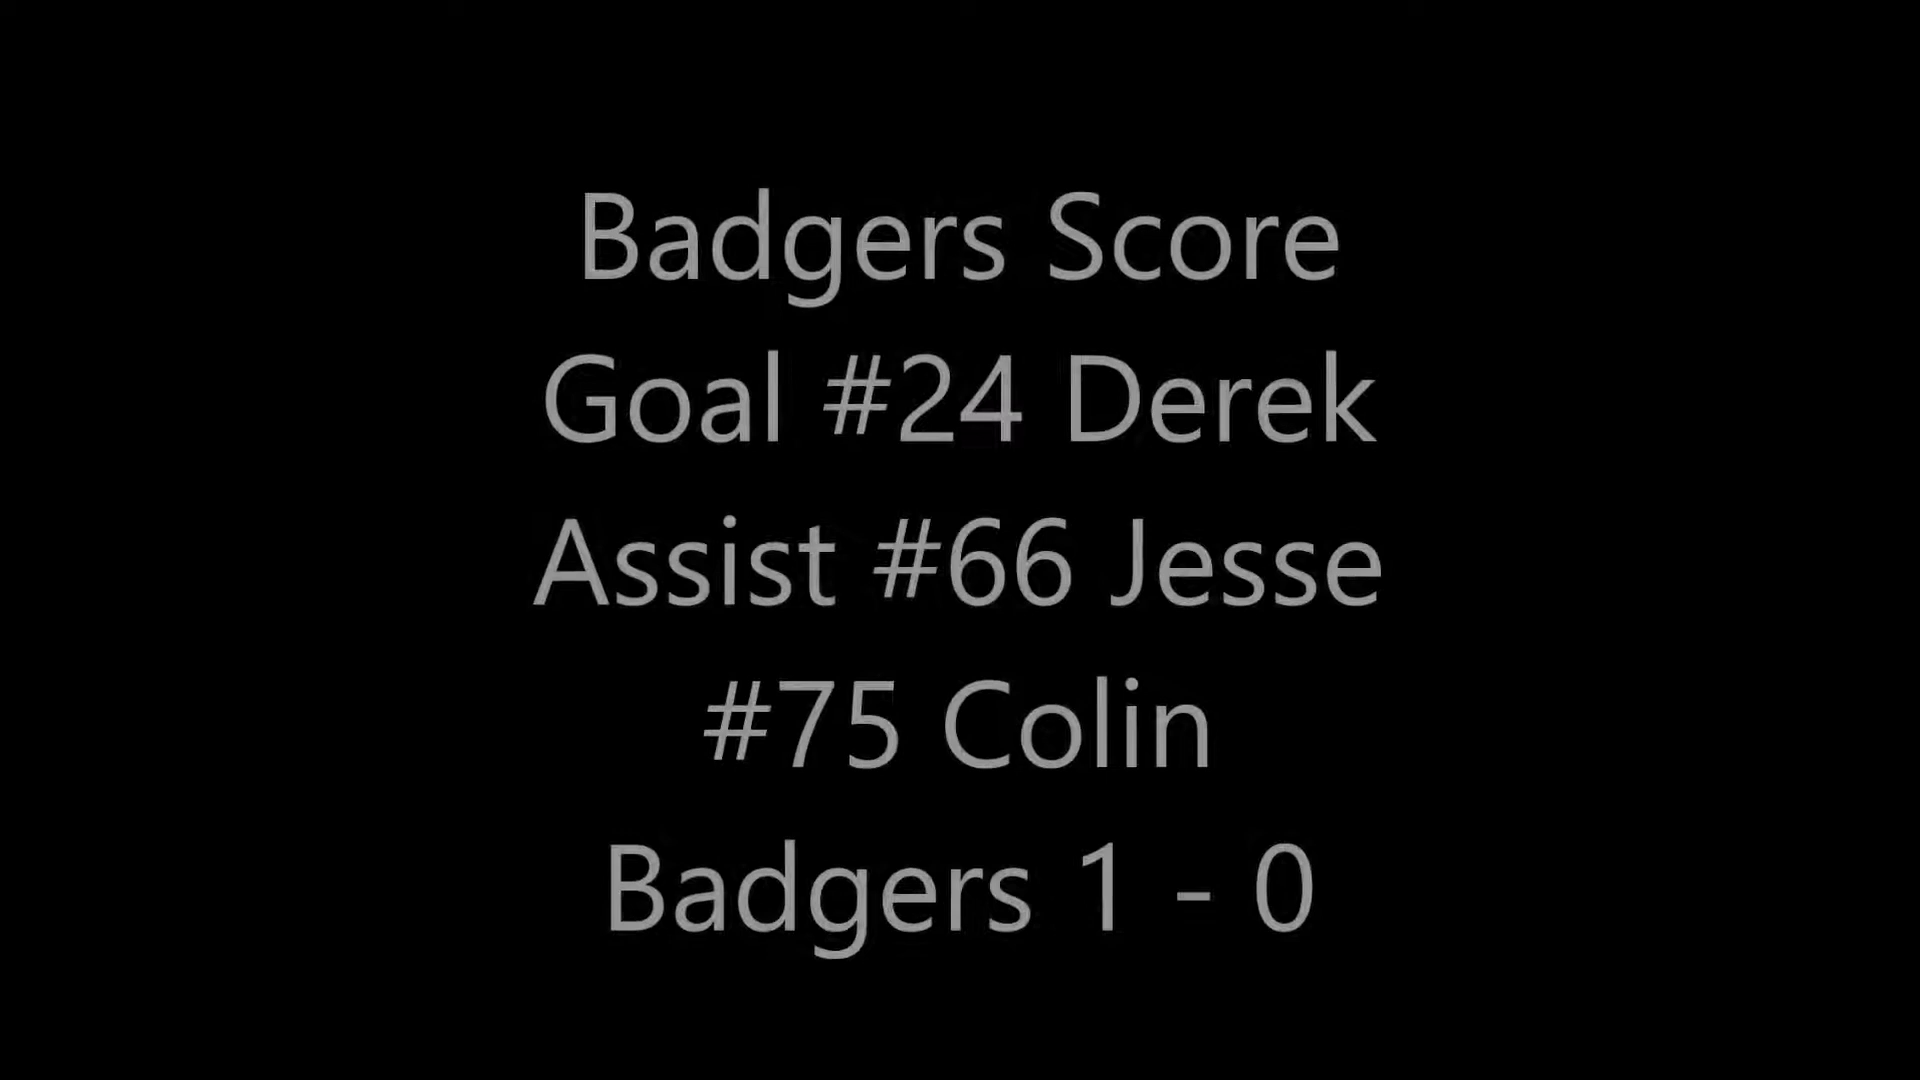 Badgers Score
Goal #24 Derek
Assist #66 Jesse
#75 Colin
Badgers 1 - 0